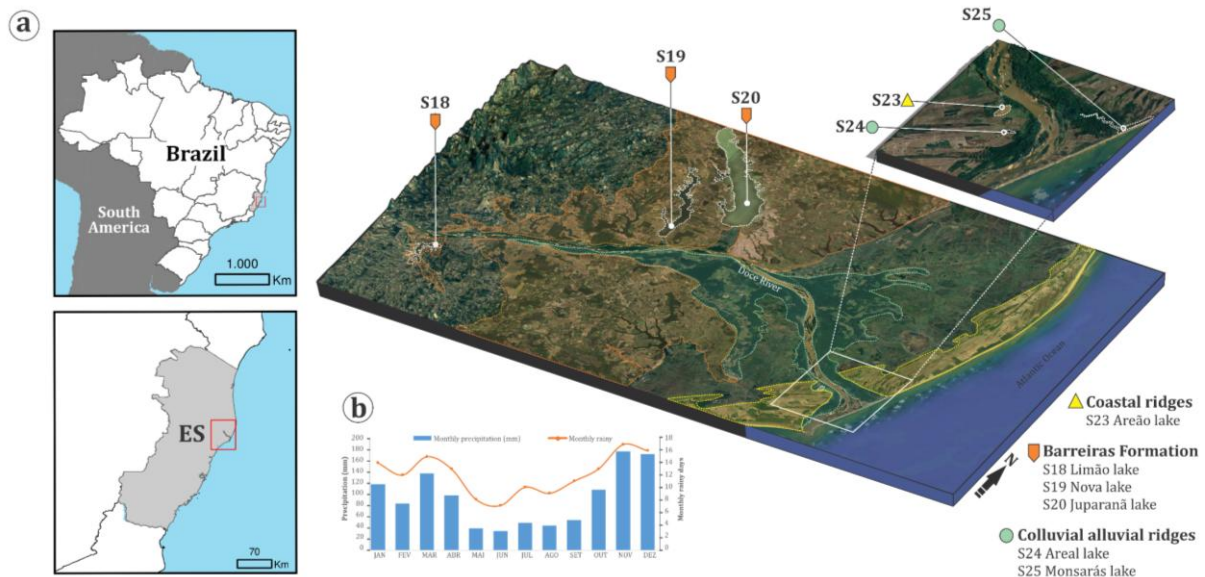 a
Brazil
South
America
1.000
Km
ES
70
Km
S18
S19
S20
S25
S23
S24
Doce River
Atlantic Ocean
N
b
Monthly precipitation (mm)
Monthly rainy
Precipitation (mm)
200
180
160
140
120
100
80
60
40
20
0
18
16
14
12
10
8
6
4
2
0
Monthly rainy days
JAN FEV MAR ABR MAI JUN JUL AGO SET OUT NOV DEZ
Coastal ridges
S23 Areão lake
Barreiras Formation
S18 Limão lake
S19 Nova lake
S20 Juparanã lake
Colluvial alluvial ridges
S24 Areal lake
S25 Monsarás lake